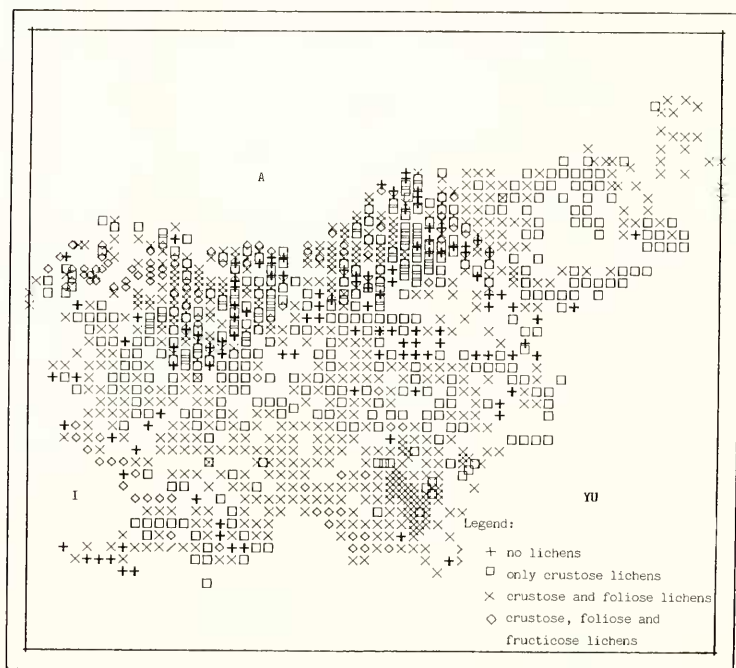 A
I
YU
Legend:
+ no lichens
□ only crustose lichens
× crustose and foliose lichens
◇ crustose, foliose and
fructicose lichens